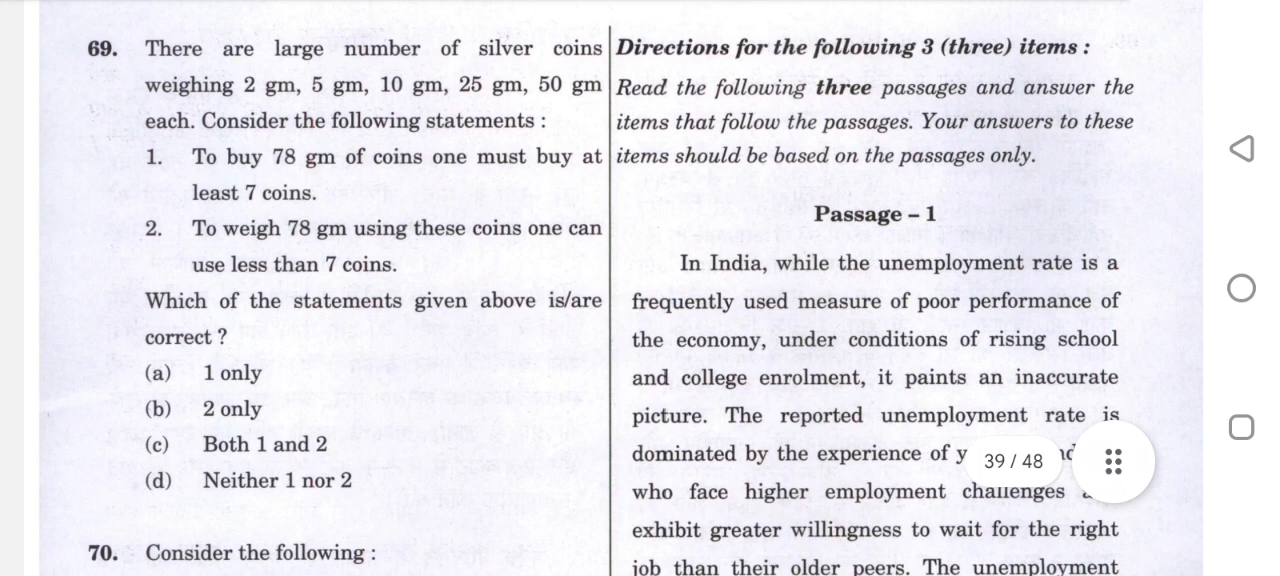 69. There are large number of silver coins
weighing 2 gm, 5 gm, 10 gm, 25 gm, 50 gm
each. Consider the following statements :
1. To buy 78 gm of coins one must buy at
least 7 coins.
2. To weigh 78 gm using these coins one can
use less than 7 coins.
Which of the statements given above is/are
correct ?
(a) 1 only
(b) 2 only
(c) Both 1 and 2
(d) Neither 1 nor 2
70. Consider the following :
Directions for the following 3 (three) items :
Read the following three passages and answer the
items that follow the passages. Your answers to these
items should be based on the passages only.
Passage – 1
In India, while the unemployment rate is a
frequently used measure of poor performance of
the economy, under conditions of rising school
and college enrolment, it paints an inaccurate
picture. The reported unemployment rate is
dominated by the experience of
who face higher employment challenges
exhibit greater willingness to wait for the right
job than their older peers. The unemployment
39 / 48